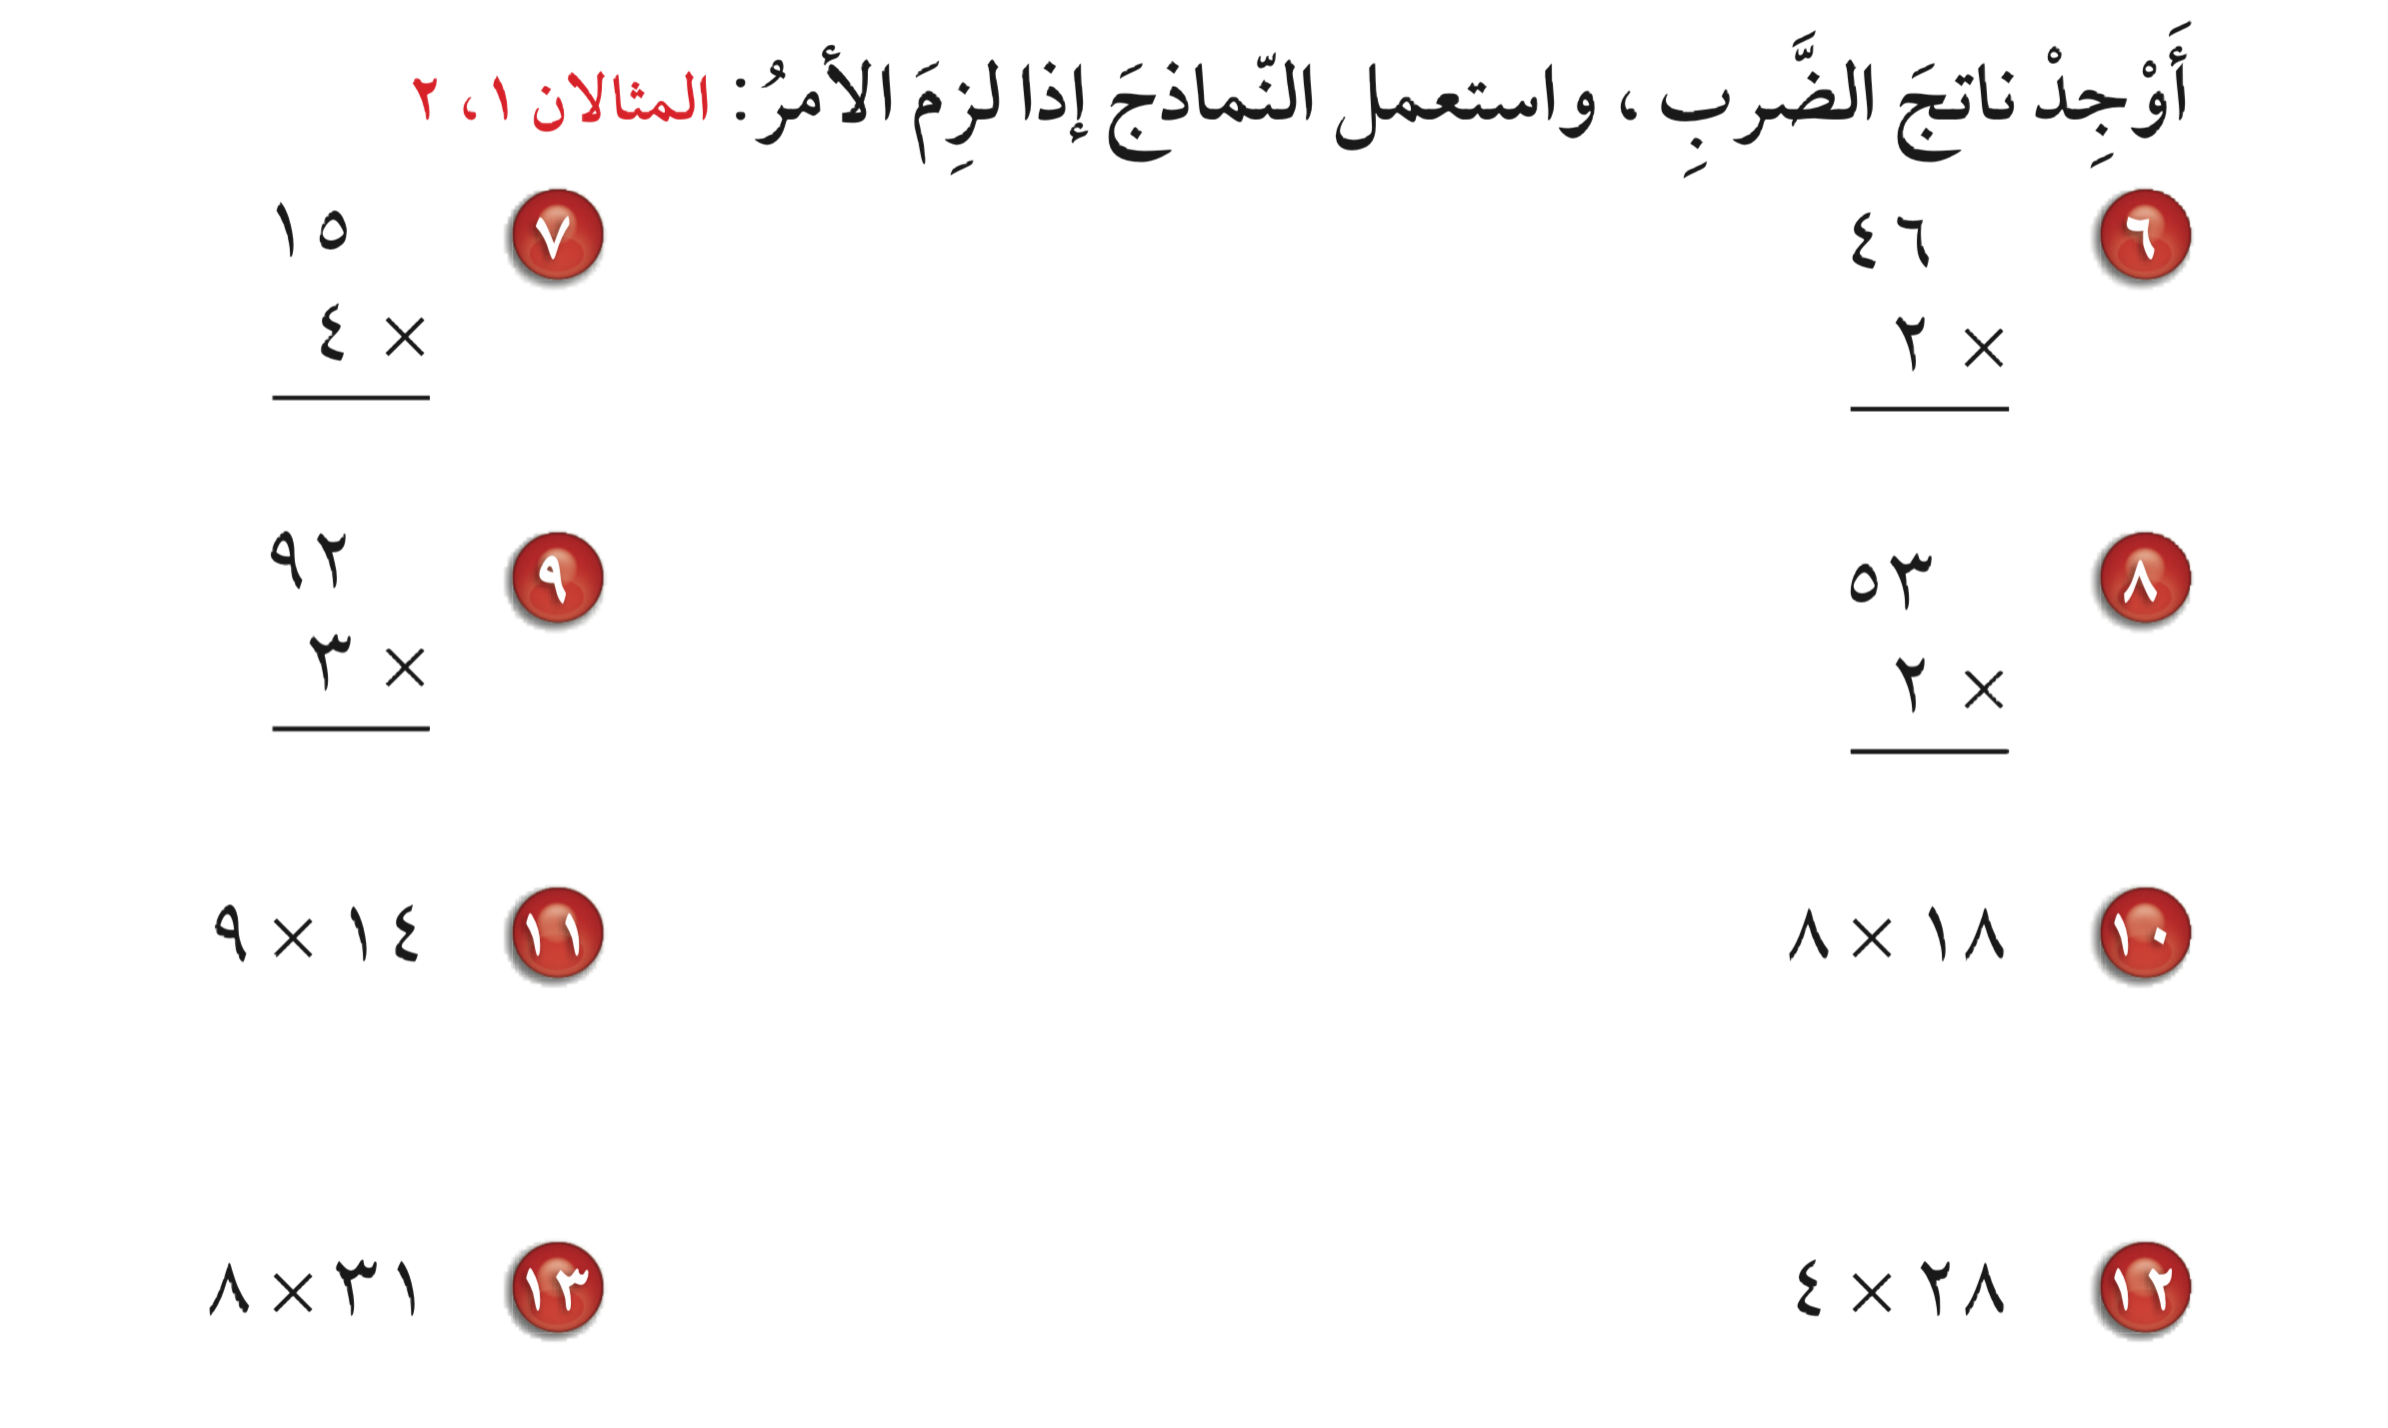 أَوْجِدْ ناتجَ الضَّربِ ، واستعمل النّماذجَ إذا لزِمَ الأمرُ: المثالان ١، ٢
٦ ٤٦ ٧ ١٥
× ٢ × ٤
٨ ٥٣ ٩ ٩٢
× ٢ × ٣
١٠ ١٨ × ٨ ١١ ١٤ × ٩
١٢ ٢٨ × ٤ ١٣ ٣١ × ٨